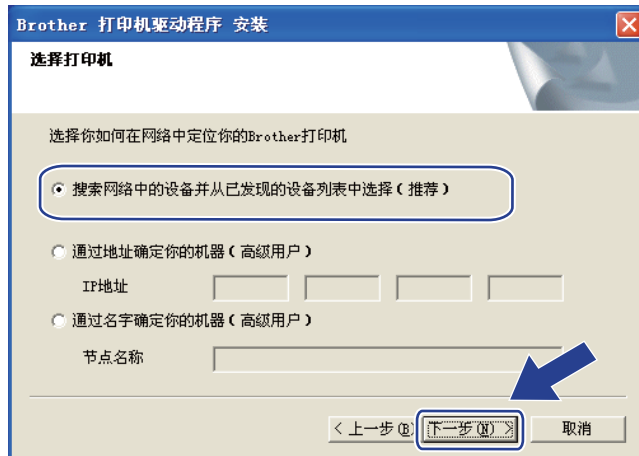 Brother 打印机驱动程序 安装
选择打印机
选择你如何在网络中定位你的Brother打印机
搜索网络中的设备并从已发现的设备列表中选择(推荐)
通过地址确定你的机器(高级用户)
IP地址
通过名字确定你的机器(高级用户)
节点名称
< 上一步(B) 下一步(N) > 取消